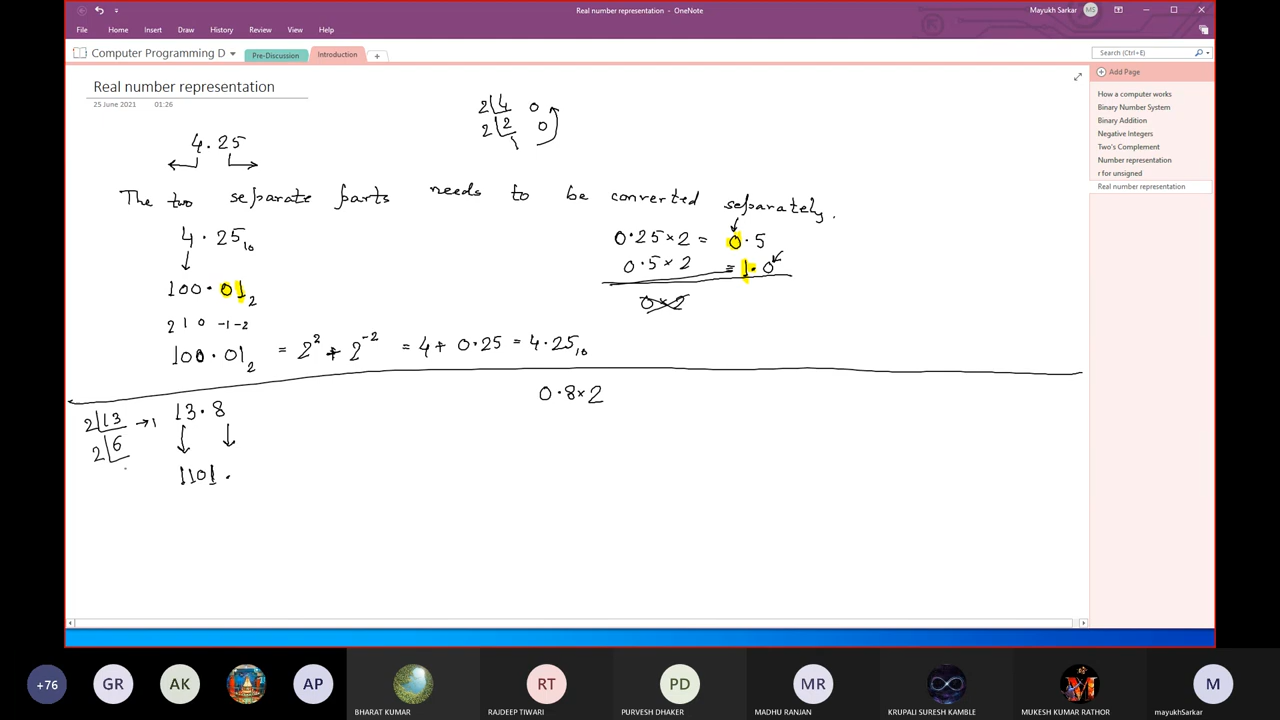 Real number representation - OneNote
Mayukh Sarkar MS
File Home Insert Draw History Review View Help
Computer Programming D Pre-Discussion Introduction +
Search (Ctrl+E)
Real number representation
25 June 2021 01:26
Add Page
How a computer works
Binary Number System
Binary Addition
Negative Integers
Two's Complement
Number representation
r for unsigned
Real number representation
2 4 0
2 2 0
1
4.25
The two separate parts needs to be converted separately.
4.25₁₀
0.25×2 = 0.5
0.5×2 = 1.0
0×2
100.01₂
2 1 0 -1 -2
100.01₂ = 2² + 2⁻² = 4 + 0.25 = 4.25₁₀
0.8×2
2 13 → 1 13.8
2 6
1101.
+76 GR AK AP RT PD MR M
BHARAT KUMAR RAJDEEP TIWARI PURVESH DHAKER MADHU RANJAN KRUPALI SURESH KAMBLE MUKESH KUMAR RATHOR mayukhSarkar